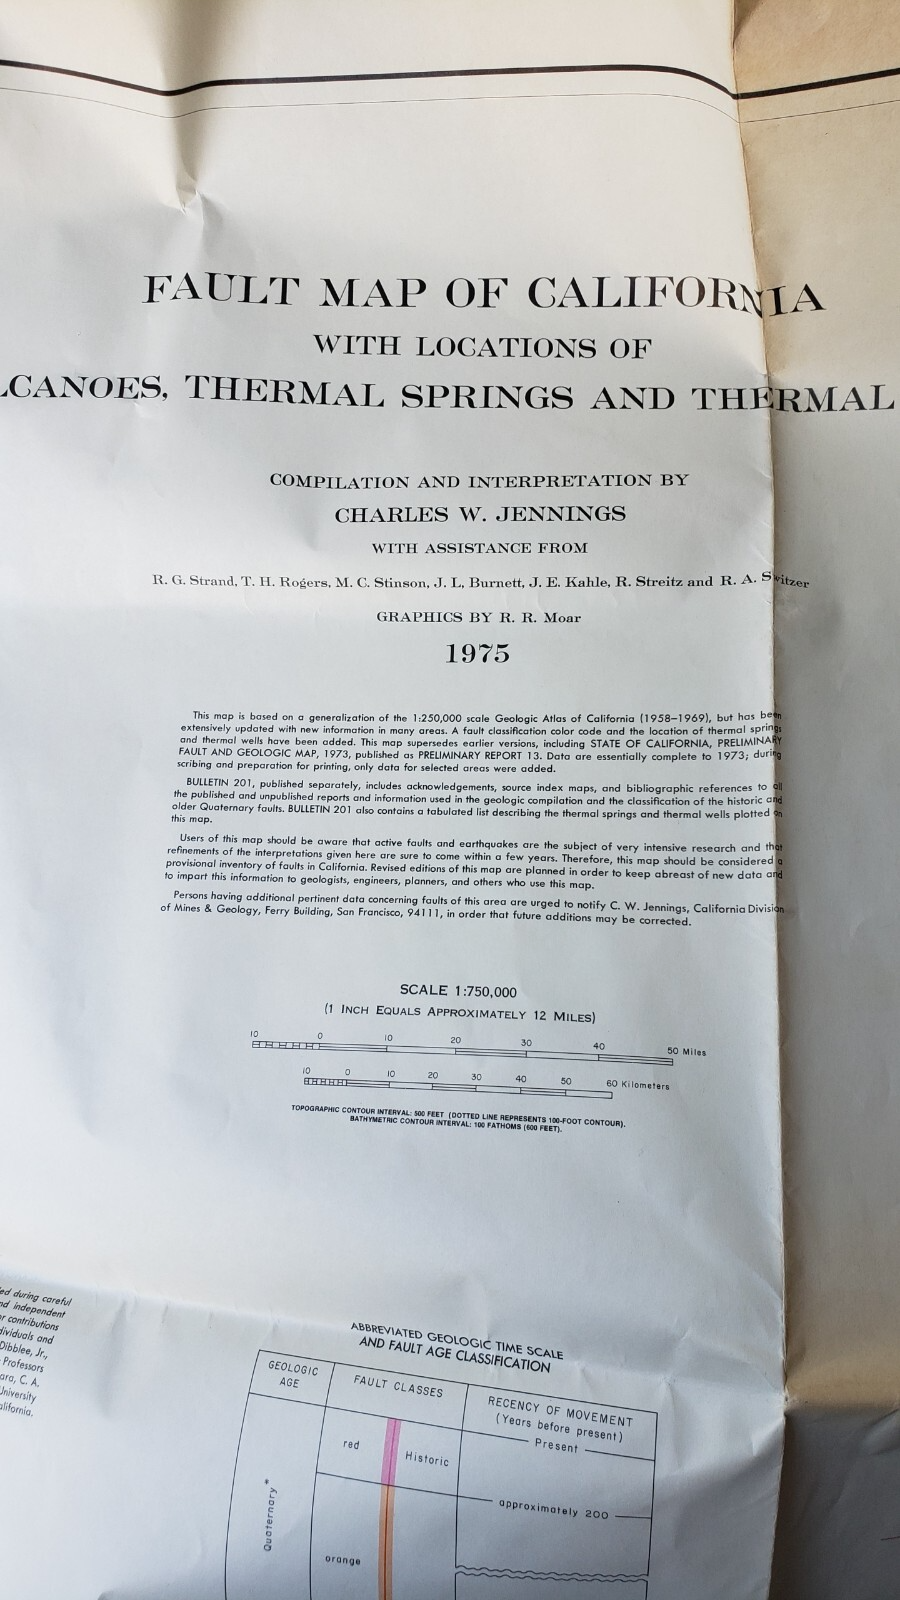 FAULT MAP OF CALIFORNIA
WITH LOCATIONS OF
LCANOES, THERMAL SPRINGS AND THERMAL
COMPILATION AND INTERPRETATION BY
CHARLES W. JENNINGS
WITH ASSISTANCE FROM
R. G. Strand, T. H. Rogers, M. C. Stinson, J. L. Burnett, J. E. Kahle, R. Streitz and R. A. Switzer
GRAPHICS BY R. R. Moar
1975
This map is based on a generalization of the 1:250,000 scale Geologic Atlas of California (1958–1969), but has been
extensively updated with new information in many areas. A fault classification color code and the location of thermal springs
and thermal wells have been added. This map supersedes earlier versions, including STATE OF CALIFORNIA, PRELIMINARY
FAULT AND GEOLOGIC MAP, 1973, published as PRELIMINARY REPORT 13. Data are essentially complete to 1973; during
scribing and preparation for printing, only data for selected areas were added.
BULLETIN 201, published separately, includes acknowledgements, source index maps, and bibliographic references to all
the published and unpublished reports and information used in the geologic compilation and the classification of the historic and
older Quaternary faults. BULLETIN 201 also contains a tabulated list describing the thermal springs and thermal wells plotted on
this map.
Users of this map should be aware that active faults and earthquakes are the subject of very intensive research and that
refinements of the interpretations given here are sure to come within a few years. Therefore, this map should be considered a
provisional inventory of faults in California. Revised editions of this map are planned in order to keep abreast of new data and
to impart this information to geologists, engineers, planners, and others who use this map.
Persons having additional pertinent data concerning faults of this area are urged to notify C. W. Jennings, California Division
of Mines & Geology, Ferry Building, San Francisco, 94111, in order that future additions may be corrected.
SCALE 1:750,000
(1 INCH EQUALS APPROXIMATELY 12 MILES)
10 0 10 20 30 40 50 Miles
10 0 10 20 30 40 50 60 Kilometers
TOPOGRAPHIC CONTOUR INTERVAL: 500 FEET (DOTTED LINE REPRESENTS 100-FOOT CONTOUR).
BATHYMETRIC CONTOUR INTERVAL: 100 FATHOMS (600 FEET).
ed during careful
nd independent
r contributions
dividuals and
Dibblee, Jr.,
Professors
ara, C. A.
University
alifornia.
ABBREVIATED GEOLOGIC TIME SCALE
AND FAULT AGE CLASSIFICATION
GEOLOGIC
AGE
FAULT CLASSES
RECENCY OF MOVEMENT
(Years before present)
Present
red
Historic
approximately 200
Quaternary*
orange